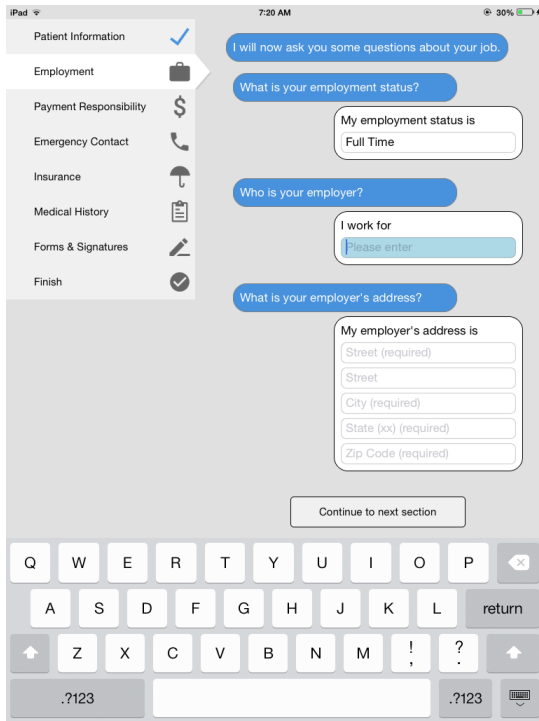 iPad 7:20 AM 30%
Patient Information
Employment
Payment Responsibility
Emergency Contact
Insurance
Medical History
Forms & Signatures
Finish
I will now ask you some questions about your job.
What is your employment status?
My employment status is
Full Time
Who is your employer?
I work for
Please enter
What is your employer's address?
My employer's address is
Street (required)
Street
City (required)
State (xx) (required)
Zip Code (required)
Continue to next section
Q W E R T Y U I O P
A S D F G H J K L return
Z X C V B N M ! , ? .
.?123 .?123